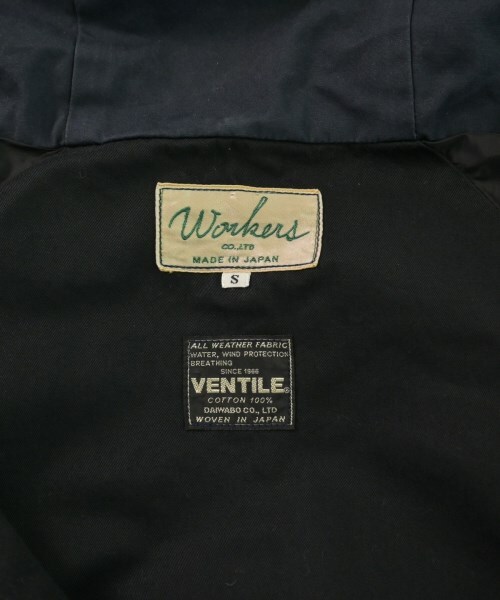 Workers
CO.,LTD
MADE IN JAPAN
S
ALL WEATHER FABRIC
WATER, WIND PROTECTION
BREATHING
SINCE 1966
VENTILE®
COTTON 100%
DAIWABO CO., LTD
WOVEN IN JAPAN